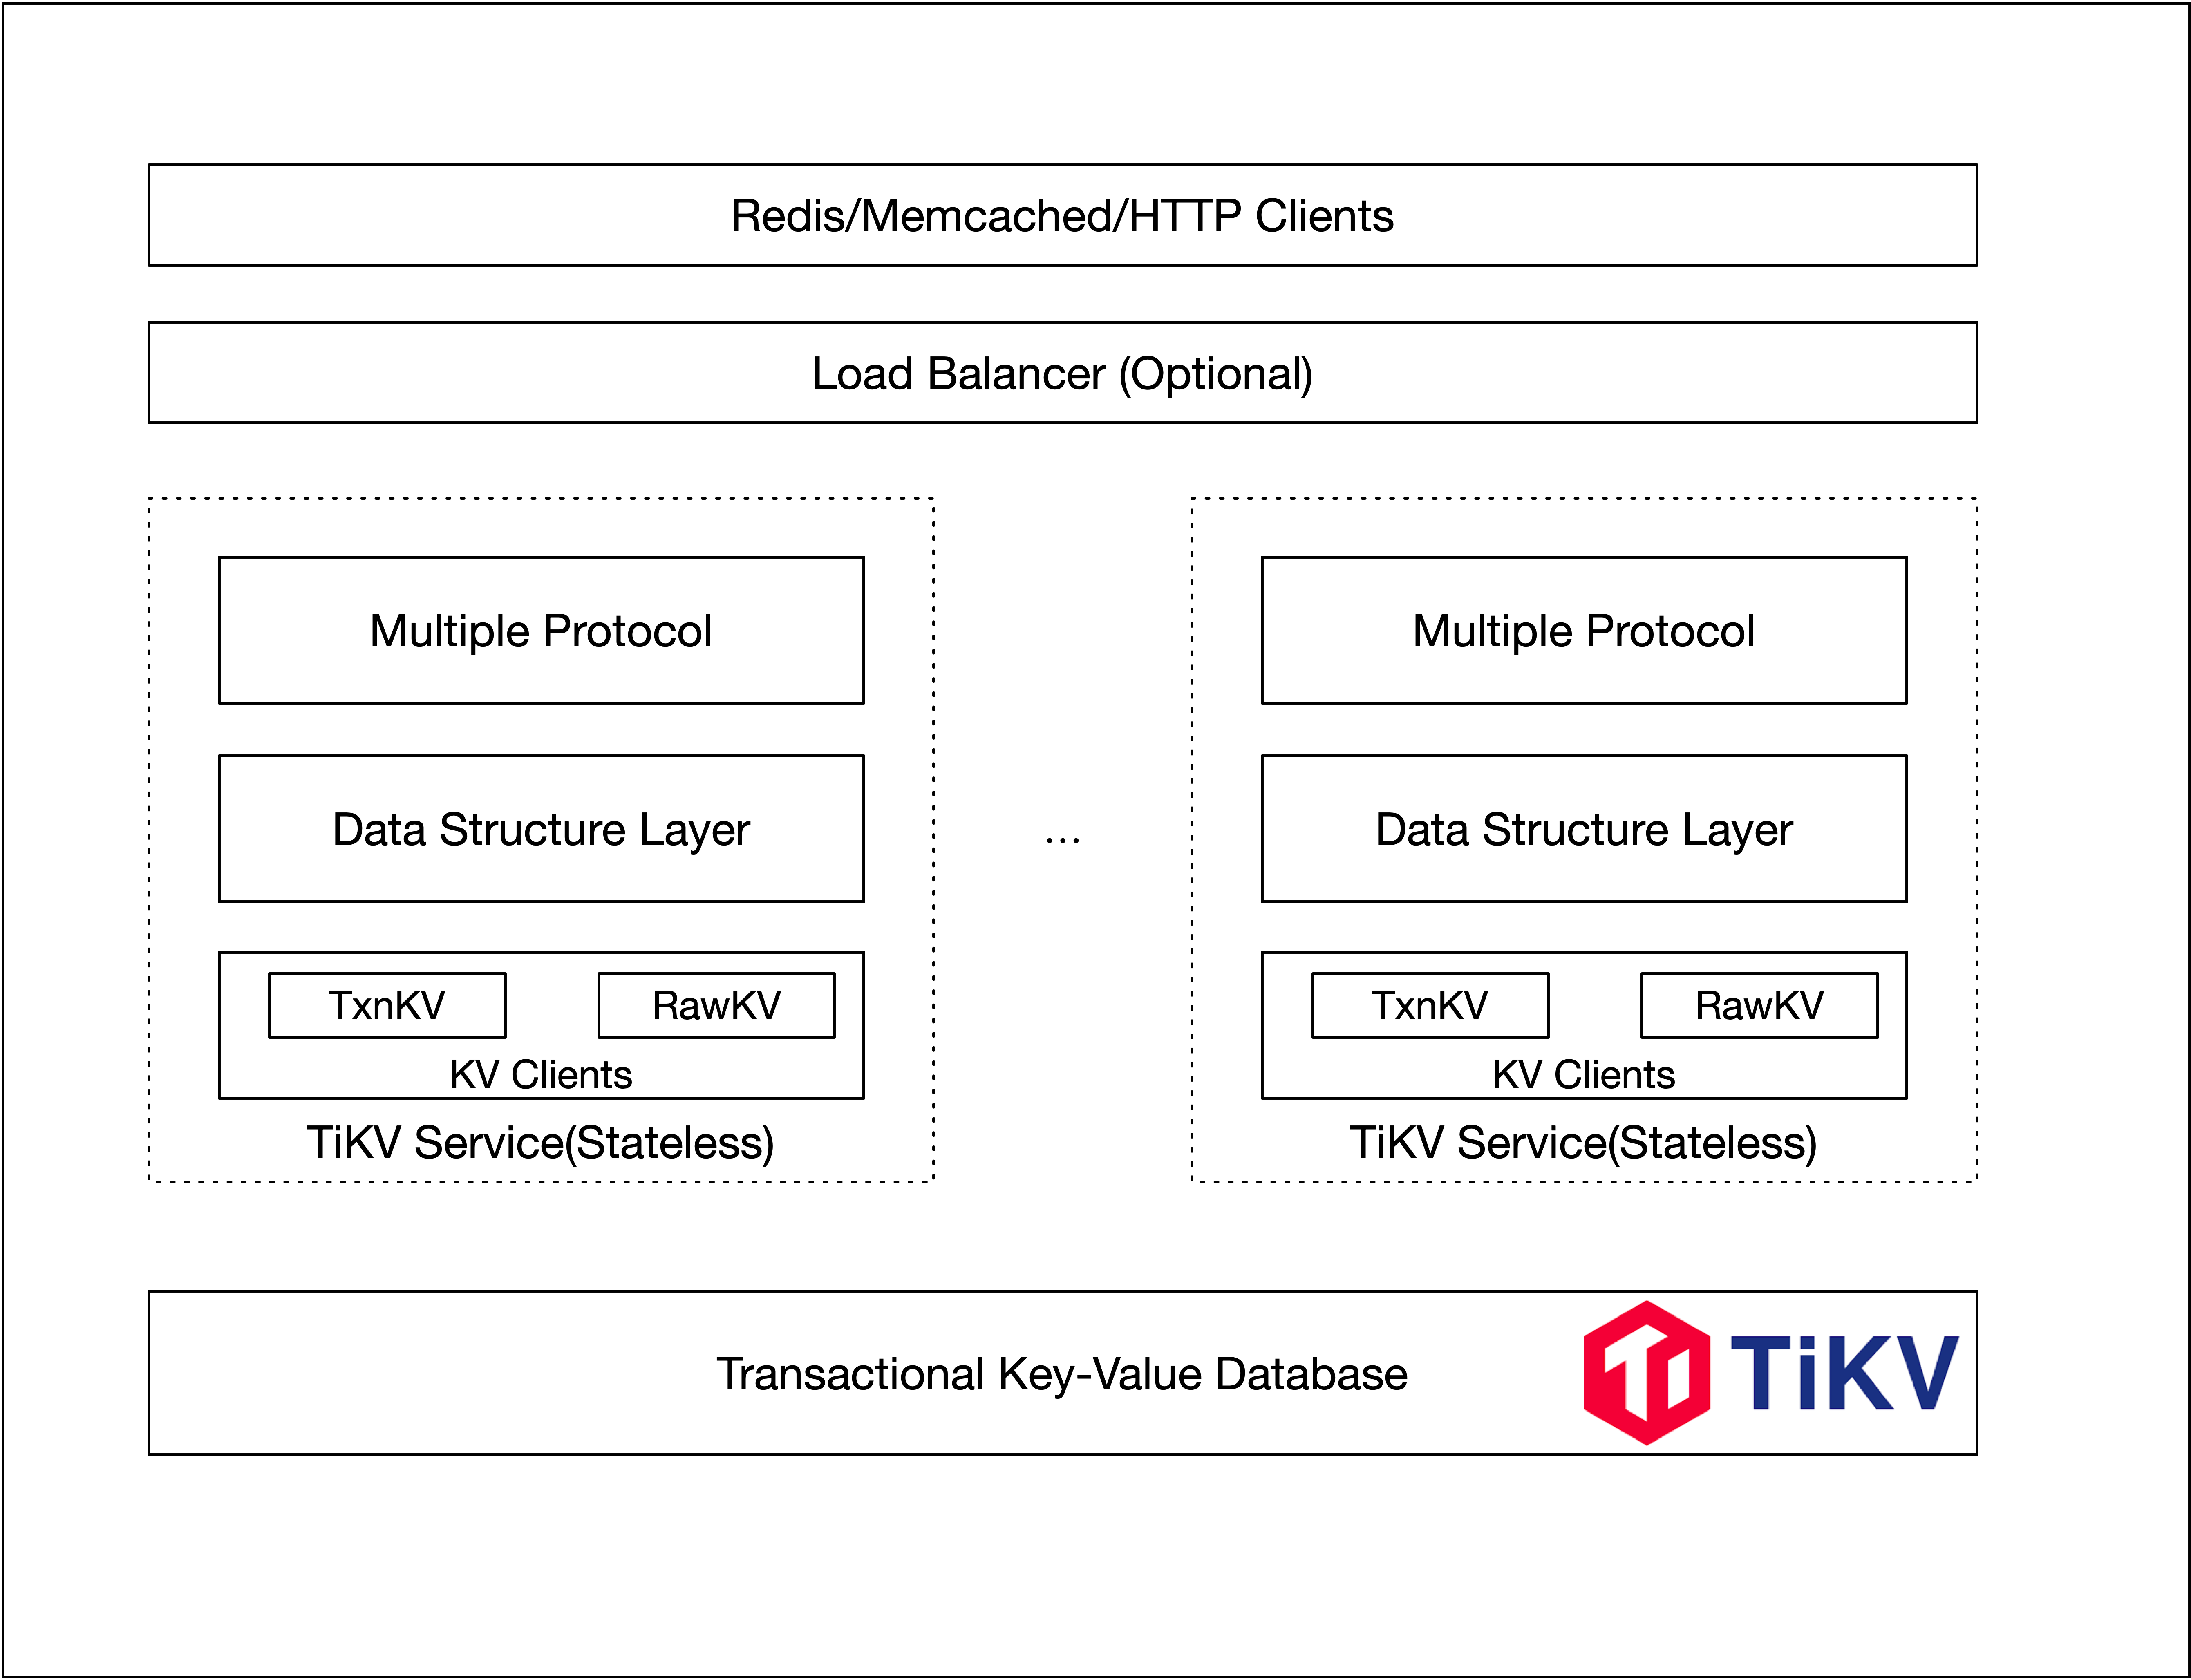 Redis/Memcached/HTTP Clients
Load Balancer (Optional)
Multiple Protocol
Data Structure Layer
TxnKV RawKV
KV Clients
TiKV Service(Stateless)
...
Multiple Protocol
Data Structure Layer
TxnKV RawKV
KV Clients
TiKV Service(Stateless)
Transactional Key-Value Database
TiKV